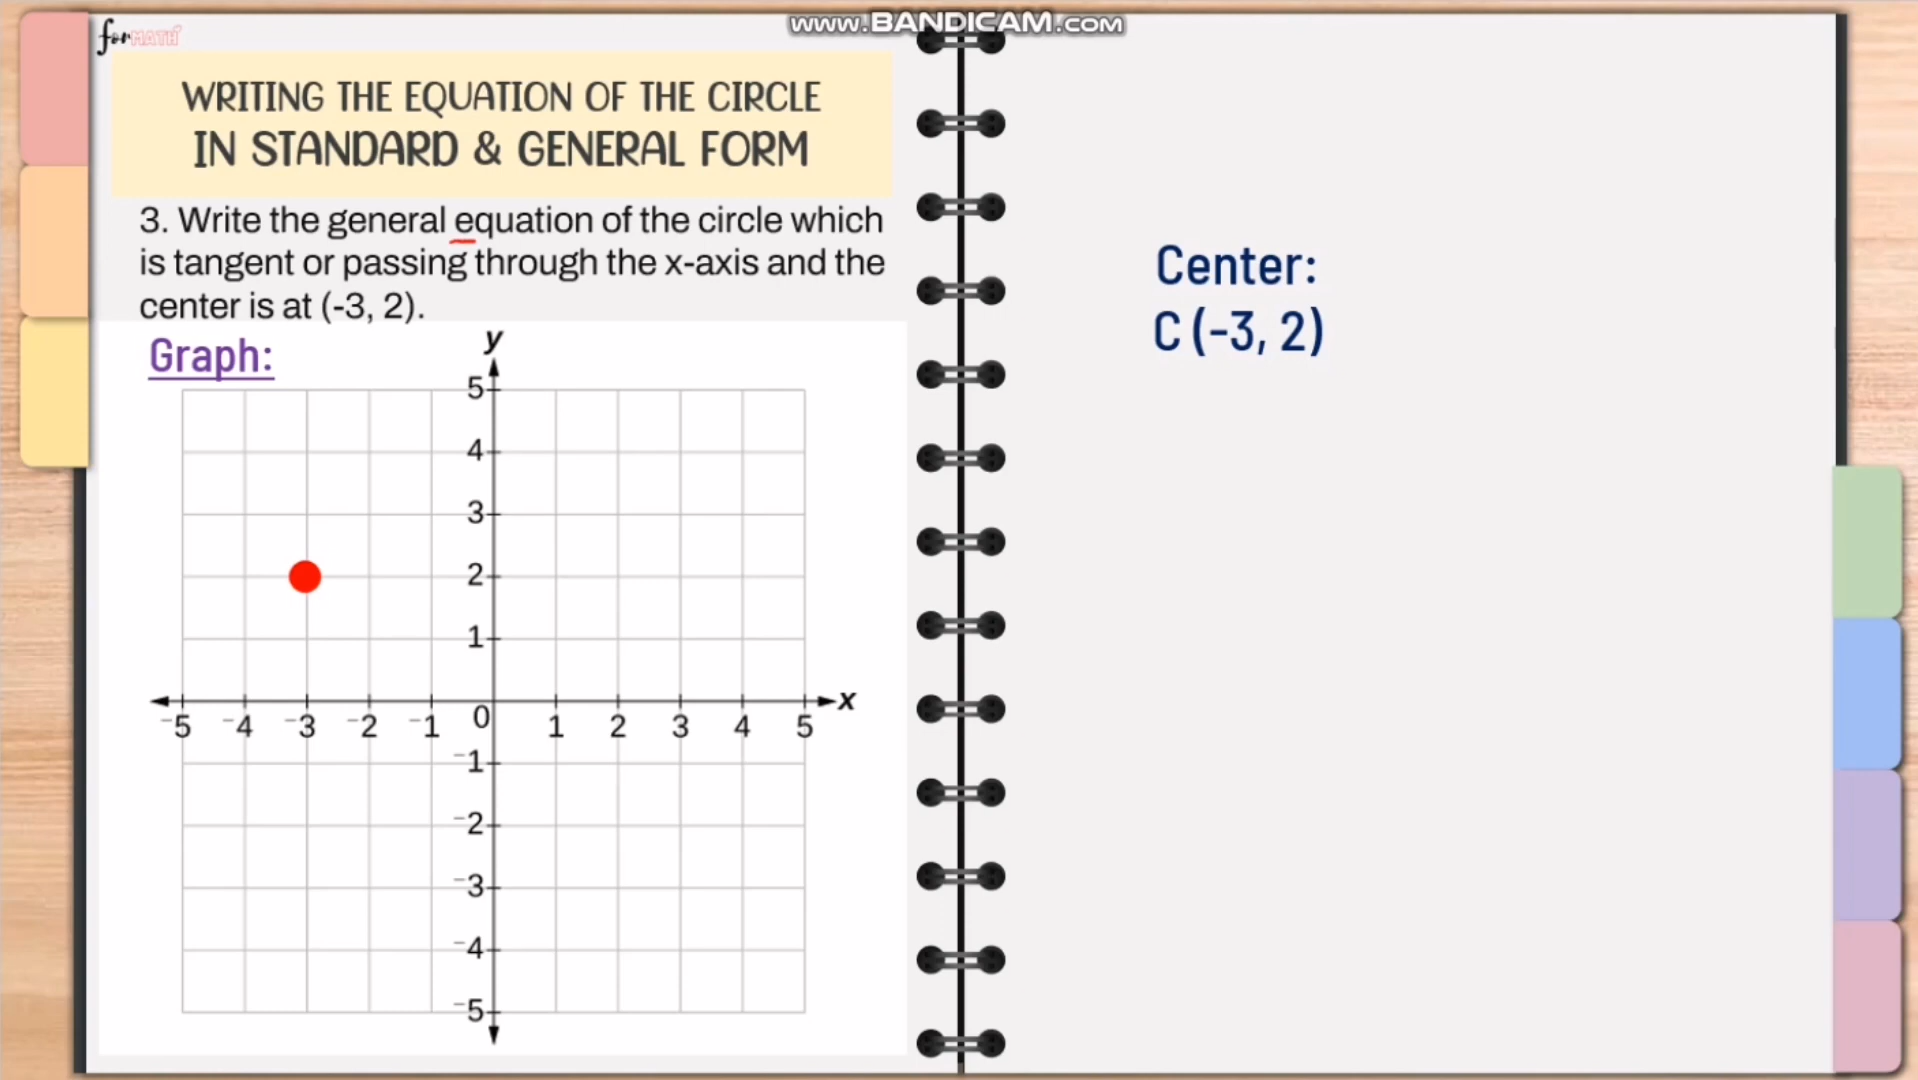 www.BANDICAM.com
forMATH
WRITING THE EQUATION OF THE CIRCLE
IN STANDARD & GENERAL FORM
3. Write the general equation of the circle which
is tangent or passing through the x-axis and the
center is at (-3, 2).
Graph:
y
5
4
3
2
1
x
-5 -4 -3 -2 -1 0 1 2 3 4 5
-1
-2
-3
-4
-5
Center:
C (-3, 2)